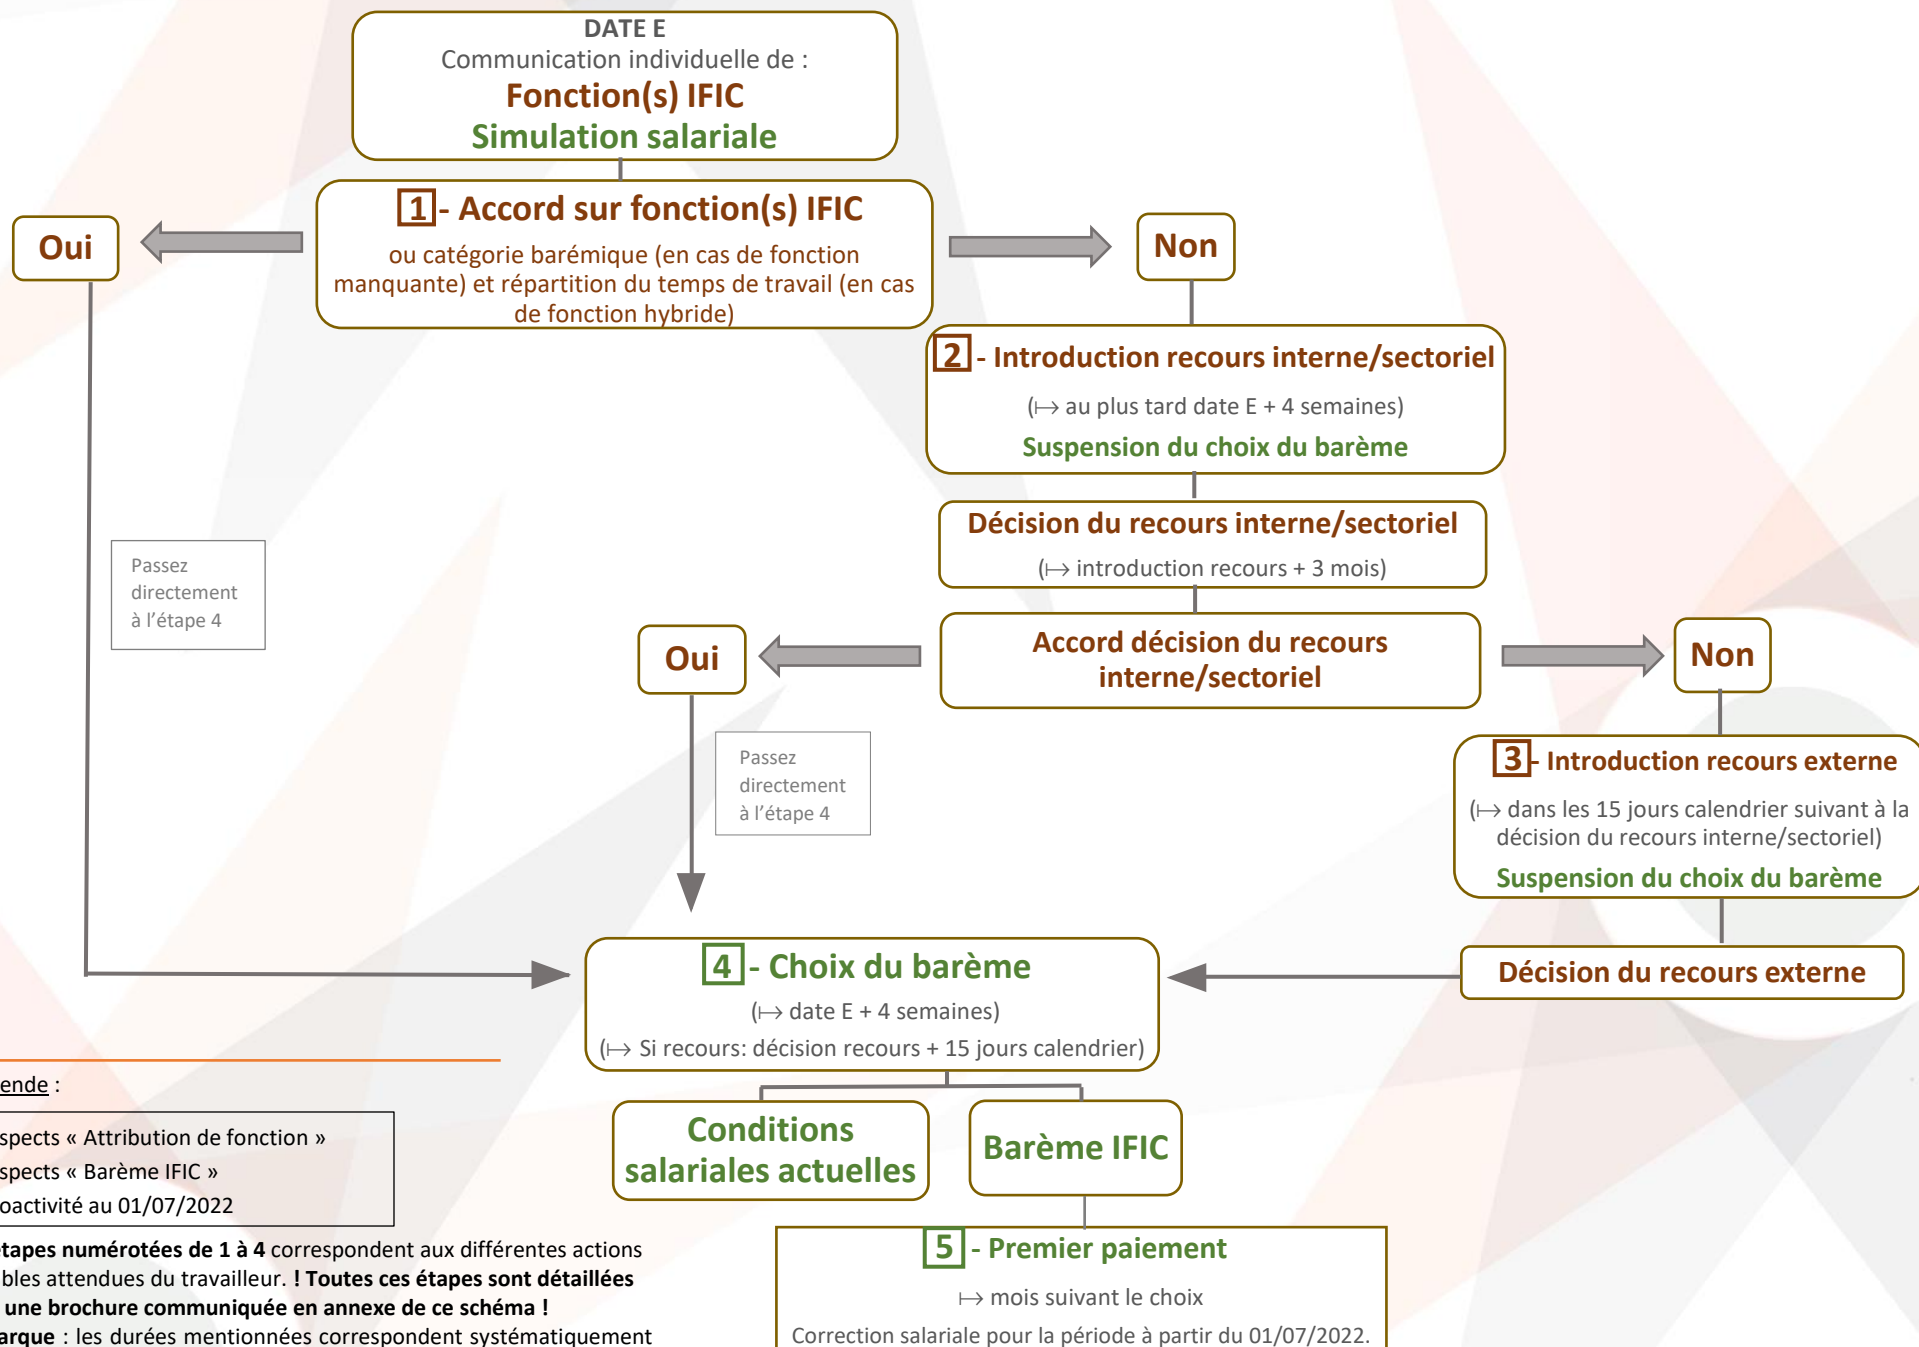 DATE E
Communication individuelle de :
Fonction(s) IFIC
Simulation salariale
1 - Accord sur fonction(s) IFIC
ou catégorie barémique (en cas de fonction
manquante) et répartition du temps de travail (en cas
de fonction hybride)
Oui
Non
2 - Introduction recours interne/sectoriel
(↦ au plus tard date E + 4 semaines)
Suspension du choix du barème
Décision du recours interne/sectoriel
(↦ introduction recours + 3 mois)
Passez
directement
à l'étape 4
Accord décision du recours
interne/sectoriel
Oui
Non
Passez
directement
à l'étape 4
3 - Introduction recours externe
(↦ dans les 15 jours calendrier suivant à la
décision du recours interne/sectoriel)
Suspension du choix du barème
Décision du recours externe
4 - Choix du barème
(↦ date E + 4 semaines)
(↦ Si recours: décision recours + 15 jours calendrier)
Conditions
salariales actuelles
Barème IFIC
5 - Premier paiement
↦ mois suivant le choix
Correction salariale pour la période à partir du 01/07/2022.
ende :
spects « Attribution de fonction »
spects « Barème IFIC »
oactivité au 01/07/2022
étapes numérotées de 1 à 4 correspondent aux différentes actions
bles attendues du travailleur. ! Toutes ces étapes sont détaillées
une brochure communiquée en annexe de ce schéma !
arque : les durées mentionnées correspondent systématiquement